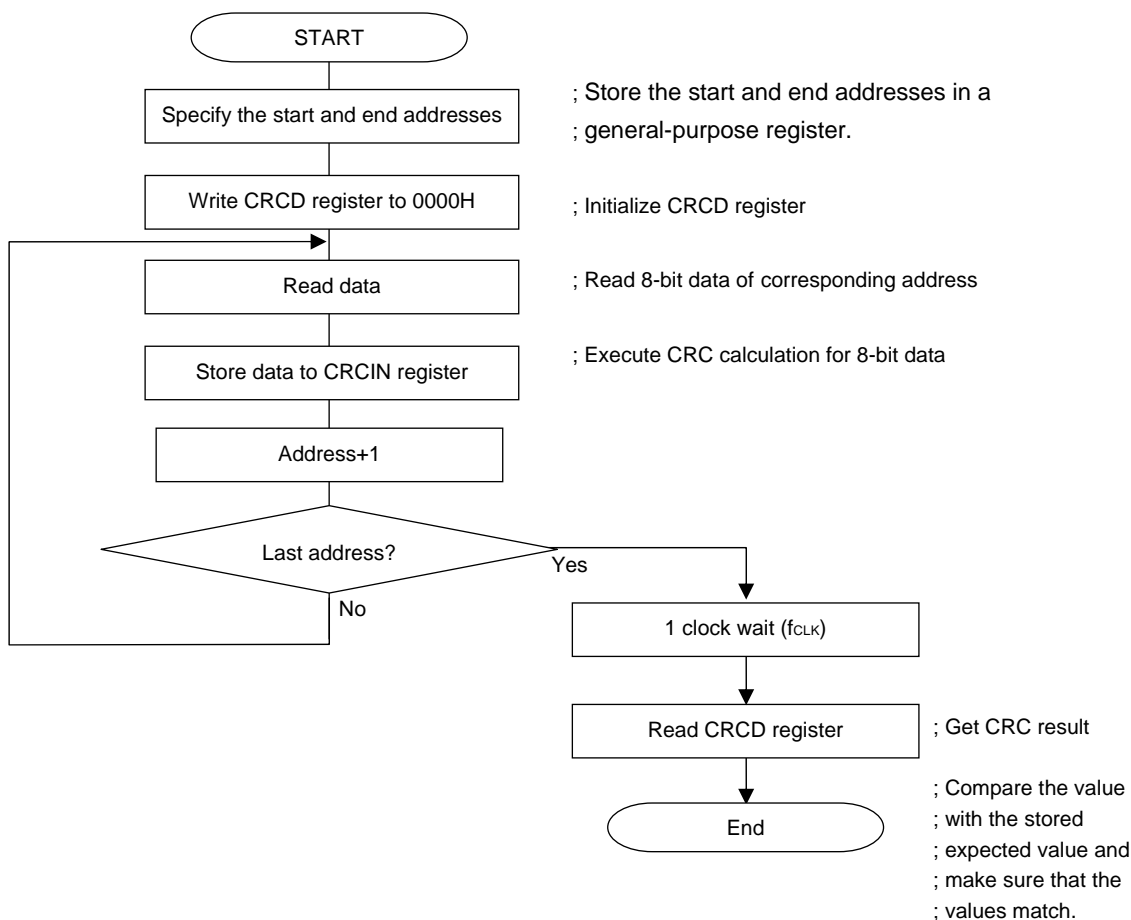 START
Specify the start and end addresses
; Store the start and end addresses in a
; general-purpose register.
Write CRCD register to 0000H
; Initialize CRCD register
Read data
; Read 8-bit data of corresponding address
Store data to CRCIN register
; Execute CRC calculation for 8-bit data
Address+1
Last address?
Yes
No
1 clock wait (fCLK)
Read CRCD register
; Get CRC result
End
; Compare the value
; with the stored
; expected value and
; make sure that the
; values match.